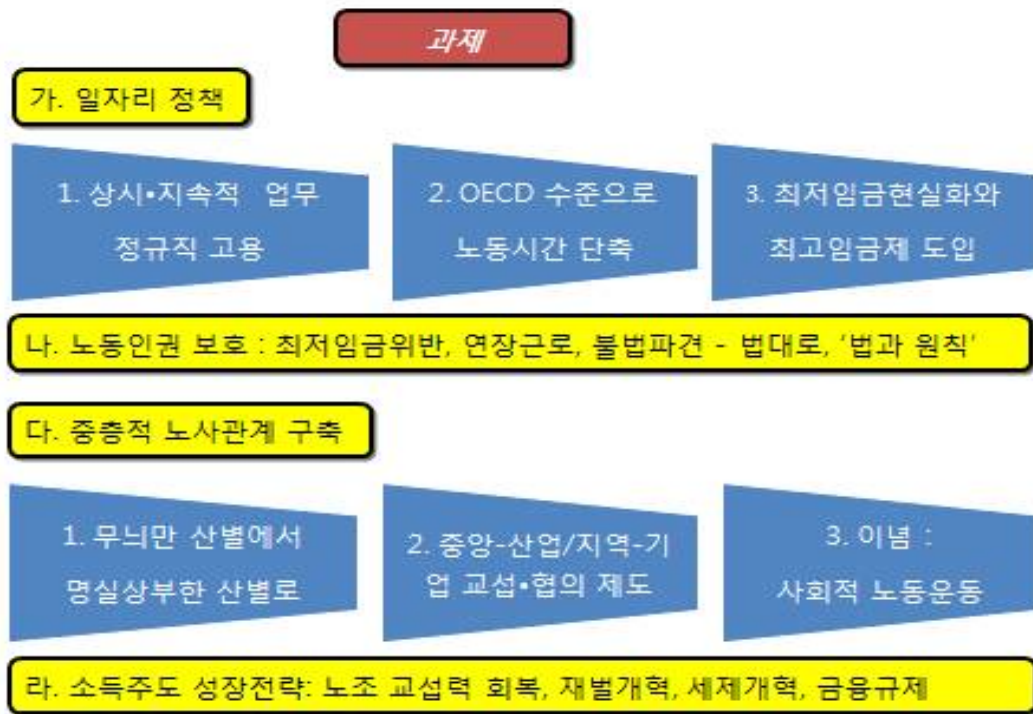 과제
가. 일자리 정책
1. 상시•지속적 업무
정규직 고용
2. OECD 수준으로
노동시간 단축
3. 최저임금현실화와
최고임금제 도입
나. 노동인권 보호 : 최저임금위반, 연장근로, 불법파견 - 법대로, ‘법과 원칙’
다. 중층적 노사관계 구축
1. 무늬만 산별에서
명실상부한 산별로
2. 중앙-산업/지역-기
업 교섭•협의 제도
3. 이념 :
사회적 노동운동
라. 소득주도 성장전략: 노조 교섭력 회복, 재벌개혁, 세제개혁, 금융규제